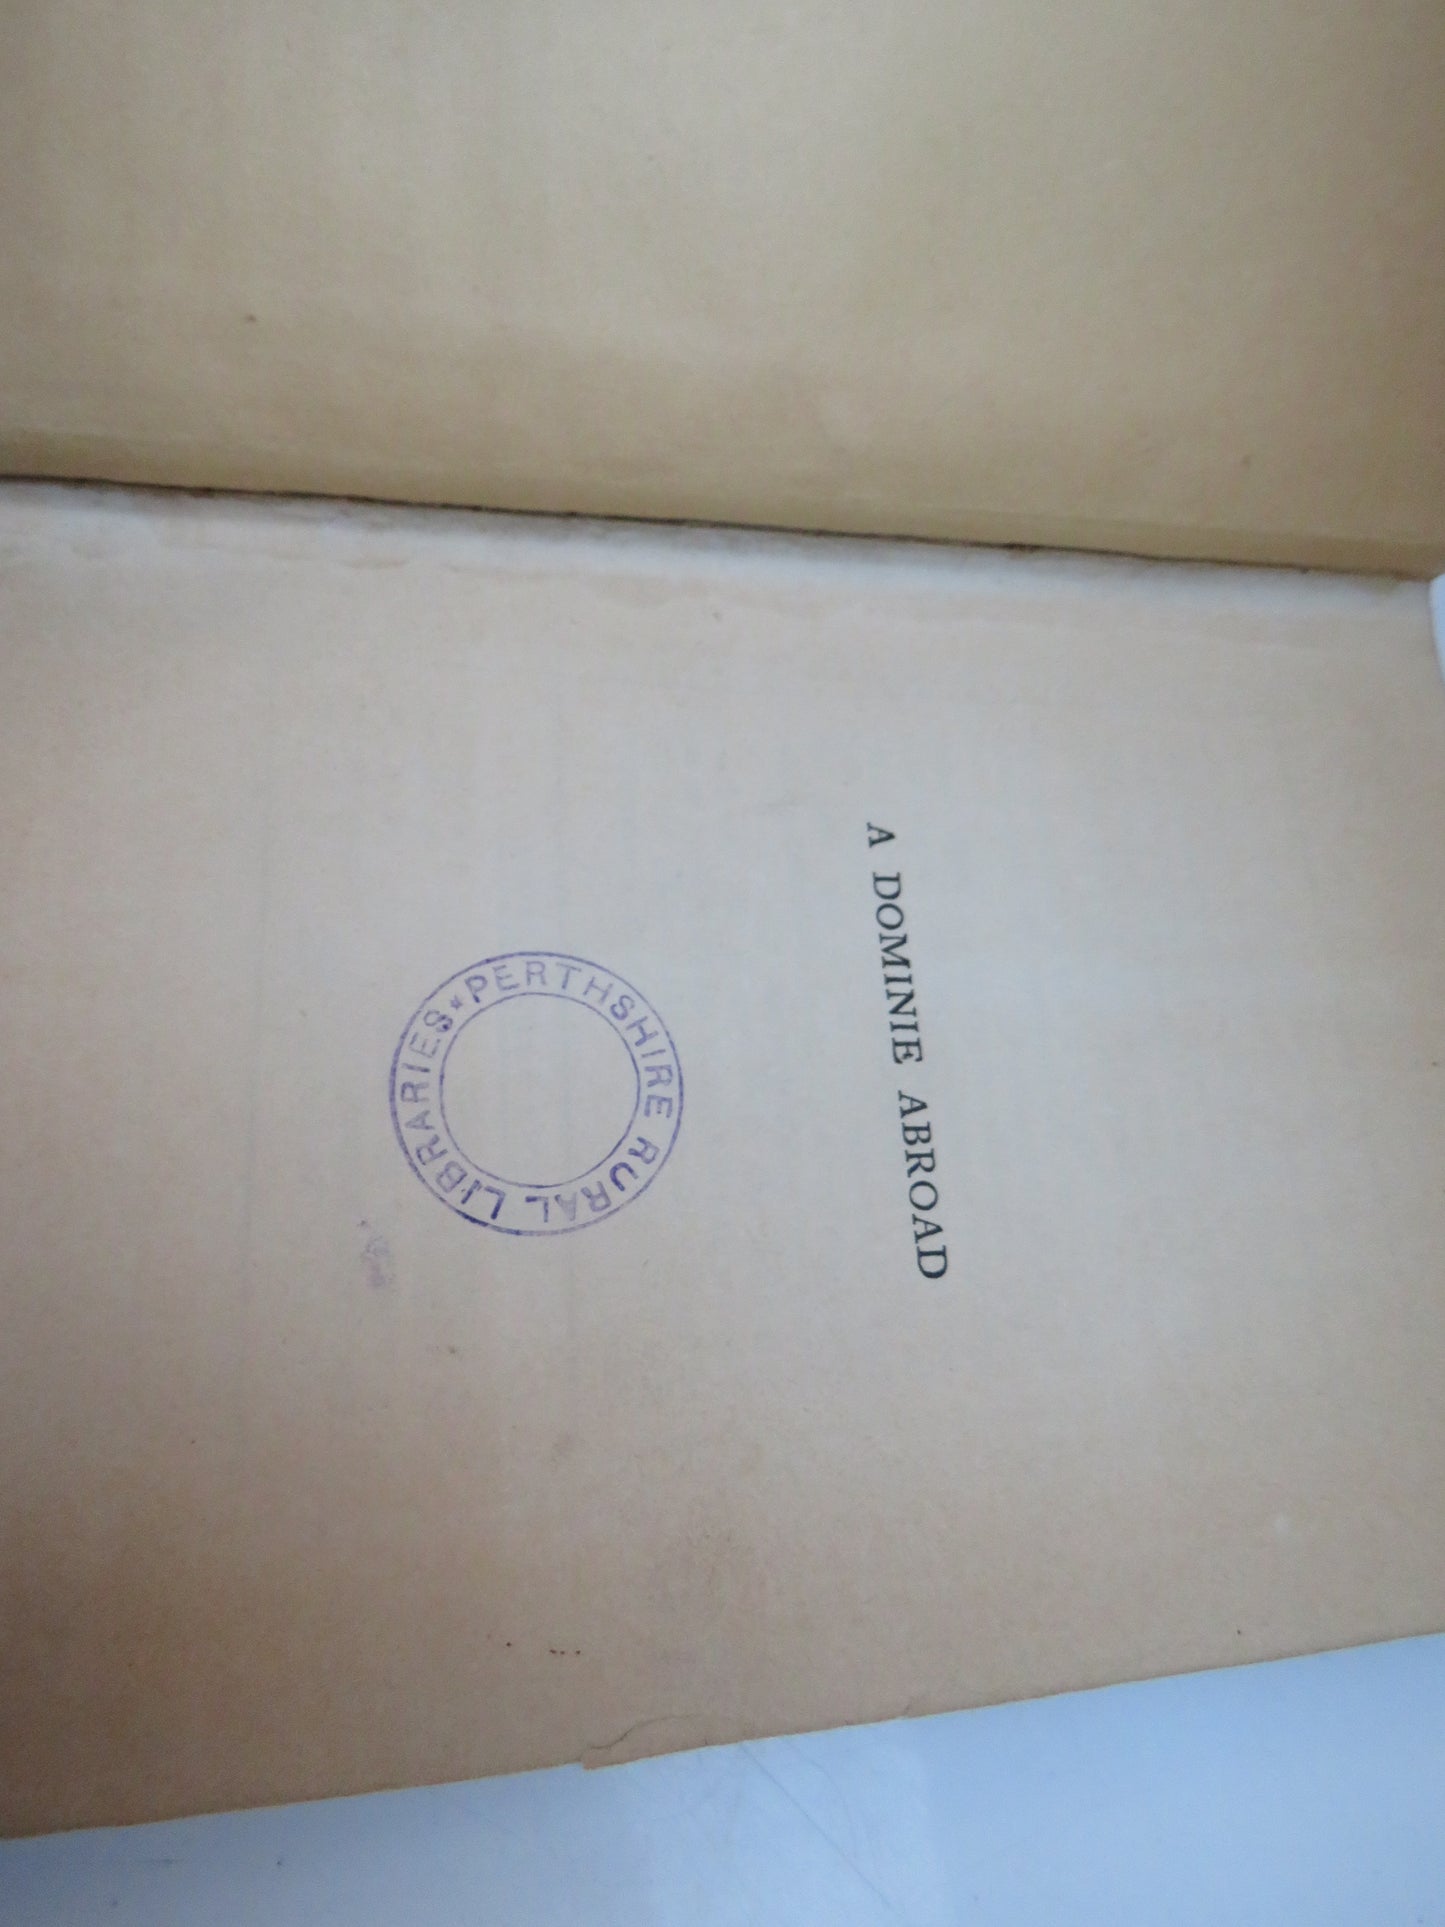 A DOMINIE ABROAD
PERTHSHIRE RURAL LIBRARIES *